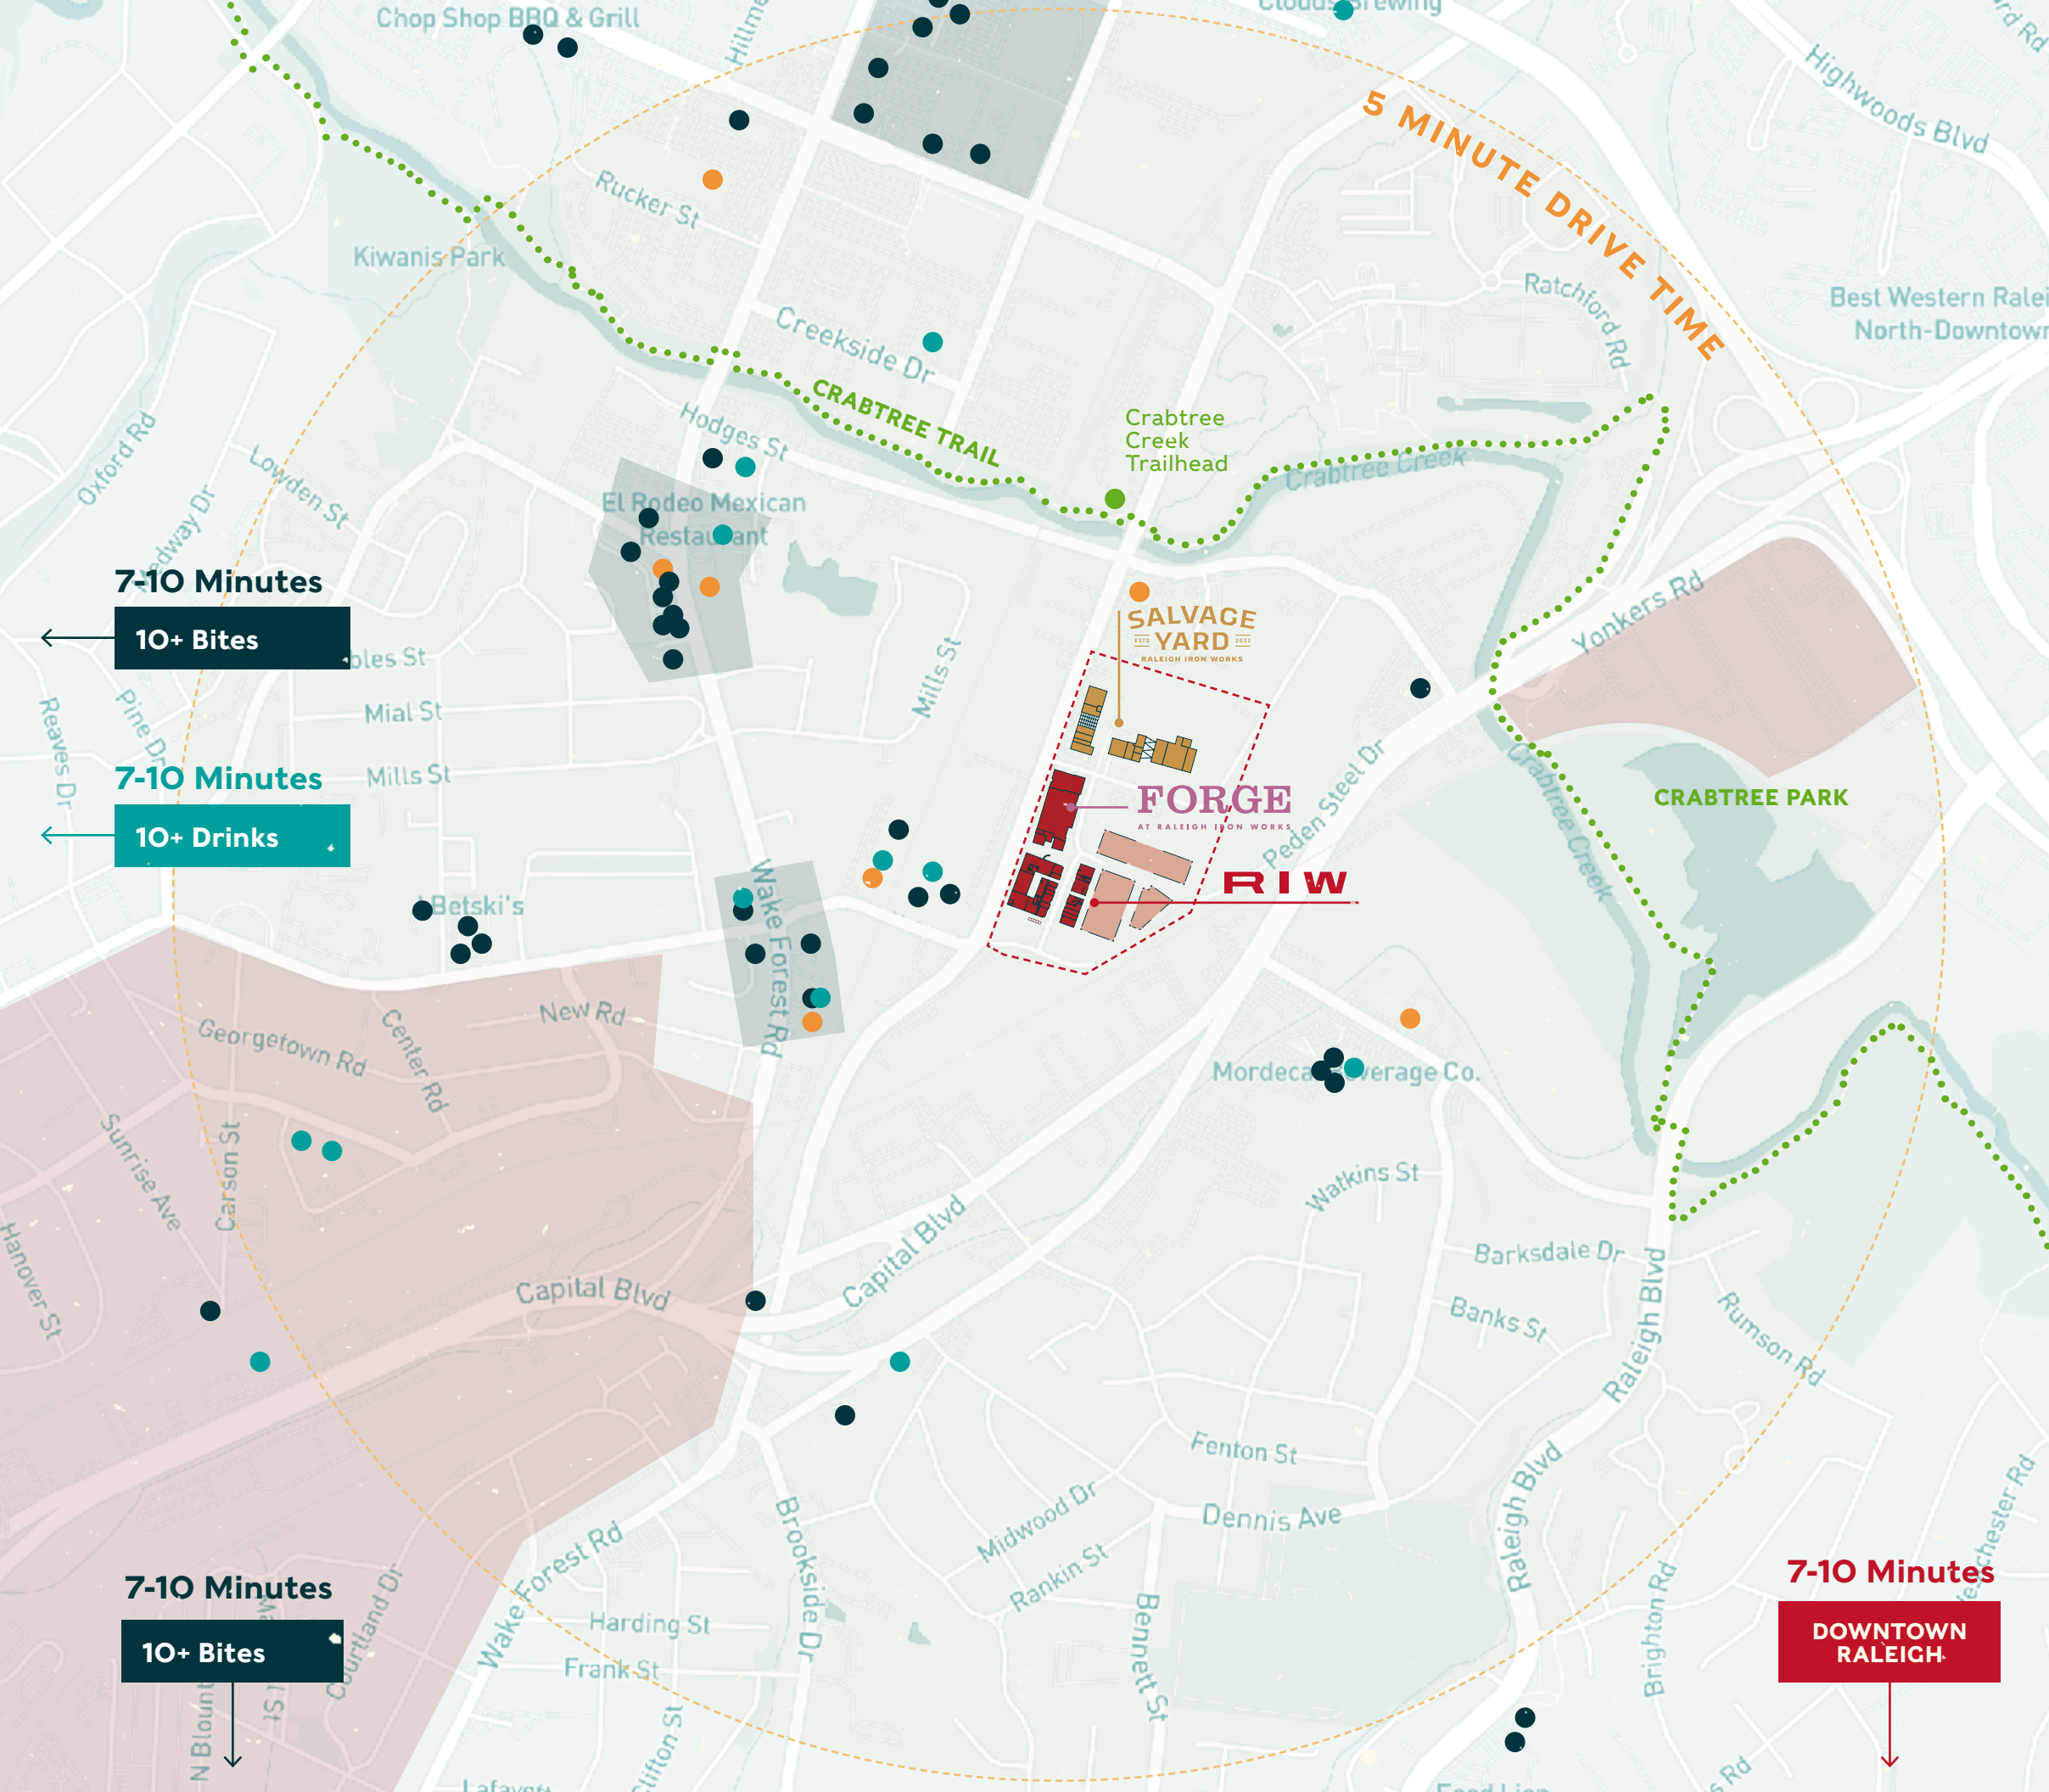 Chop Shop BBQ & Grill
Highwoods Blvd
5 MINUTE DRIVE TIME
Rucker St
Kiwanis Park
Ratchford Rd
Best Western
North-Downtown
Creekside Dr
CRABTREE TRAIL
Hodges St
Crabtree
Creek
Trailhead
Crabtree Creek
Oxford Rd
Lowden St
El Rodeo Mexican
Restaurant
7-10 Minutes
10+ Bites
SALVAGE
YARD
ESTD 2022
RALEIGH IRON WORKS
Yonkers Rd
Mial St
Mills St
Mills St
Reaves Dr
Pine Dr
7-10 Minutes
10+ Drinks
FORGE
AT RALEIGH IRON WORKS
Peden Steel Dr
Crabtree Creek
CRABTREE PARK
RIW
Betski's
Wake Forest Rd
New Rd
Georgetown Rd
Center Rd
Mordecai Beverage Co.
Sunrise Ave
Carson St
Hanover St
Watkins St
Capital Blvd
Capital Blvd
Barksdale Dr
Banks St
Raleigh Blvd
Rumson Rd
Fenton St
Midwood Dr
Dennis Ave
Raleigh Blvd
Rankin St
Brookside Dr
Wake Forest Rd
Bennett St
Brighton Rd
Harding St
Frank St
Courtland Dr
N Blount
7-10 Minutes
10+ Bites
7-10 Minutes
DOWNTOWN
RALEIGH